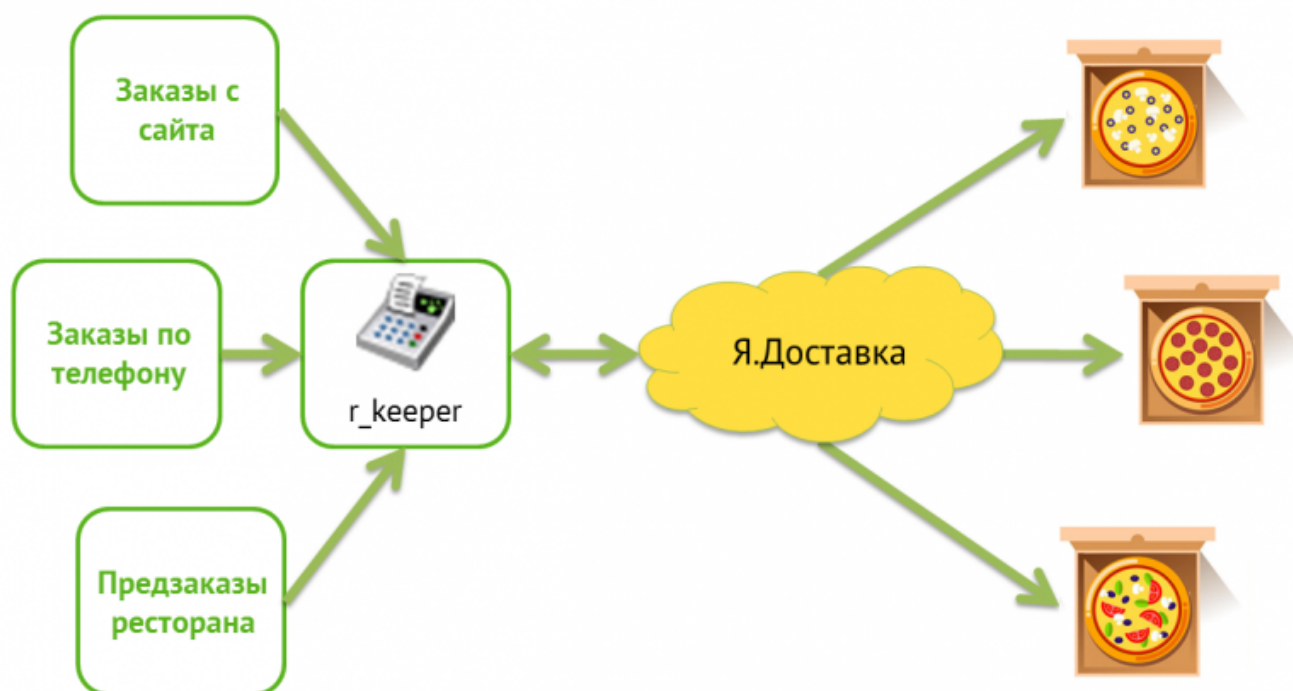 Заказы с
сайта
Заказы по
телефону
r_keeper
Я.Доставка
Предзаказы
ресторана